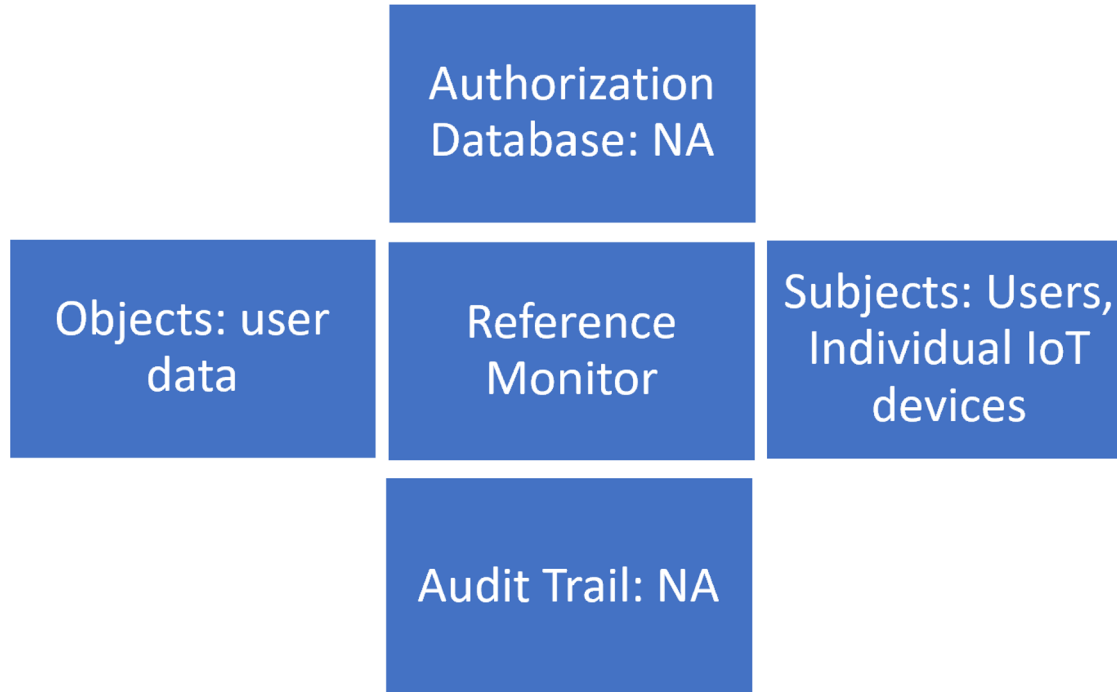 Authorization
Database: NA
Objects: user
data
Reference
Monitor
Subjects: Users,
Individual IoT
devices
Audit Trail: NA